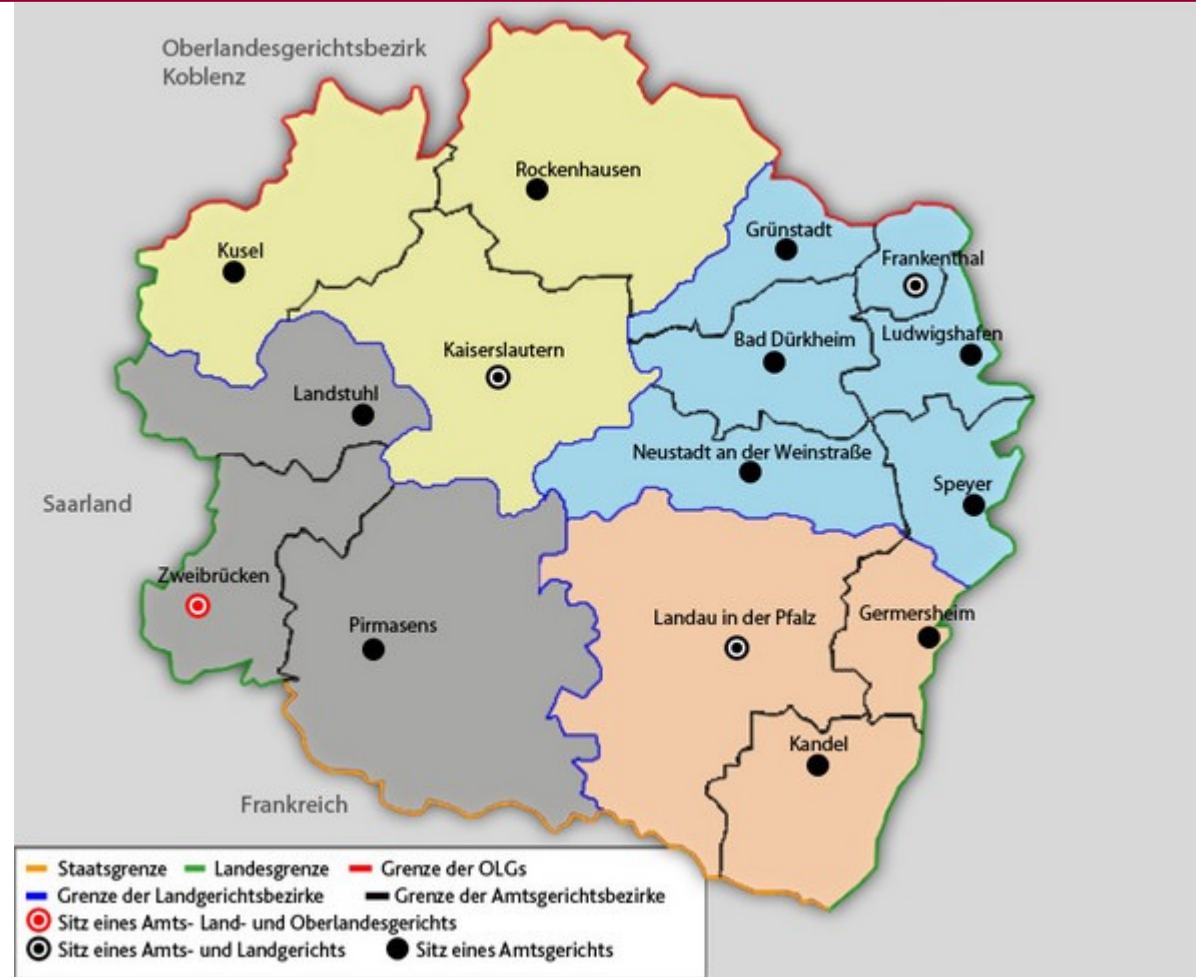 Oberlandesgerichtsbezirk
Koblenz
Rockenhausen
Grünstadt
Kusel
Frankenthal
Kaiserslautern
Bad Dürkheim
Ludwigshafen
Landstuhl
Neustadt an der Weinstraße
Speyer
Saarland
Zweibrücken
Pirmasens
Landau in der Pfalz
Germersheim
Kandel
Frankreich
Staatsgrenze
Landesgrenze
Grenze der OLGs
Grenze der Landgerichtsbezirke
Grenze der Amtsgerichtsbezirke
Sitz eines Amts- Land- und Oberlandesgerichts
Sitz eines Amts- und Landgerichts
Sitz eines Amtsgerichts